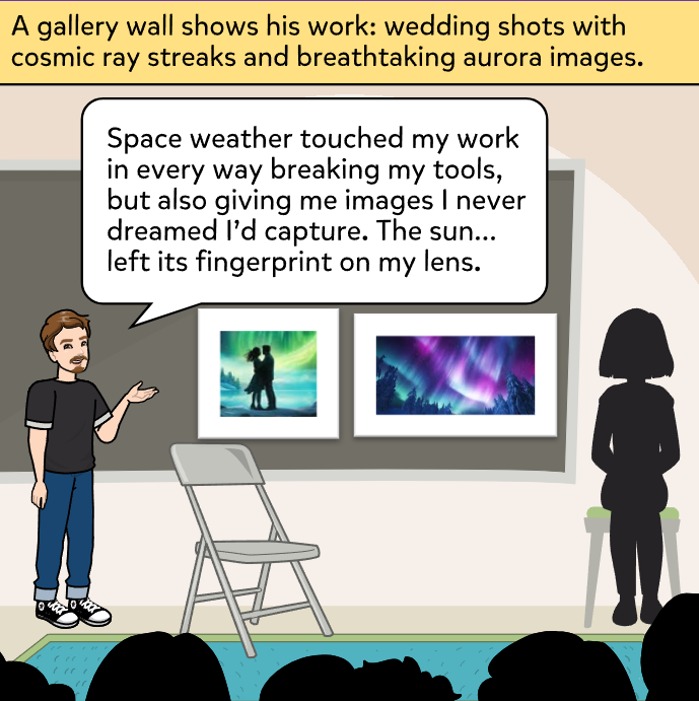 A gallery wall shows his work: wedding shots with
cosmic ray streaks and breathtaking aurora images.
Space weather touched my work
in every way breaking my tools,
but also giving me images I never
dreamed I'd capture. The sun...
left its fingerprint on my lens.